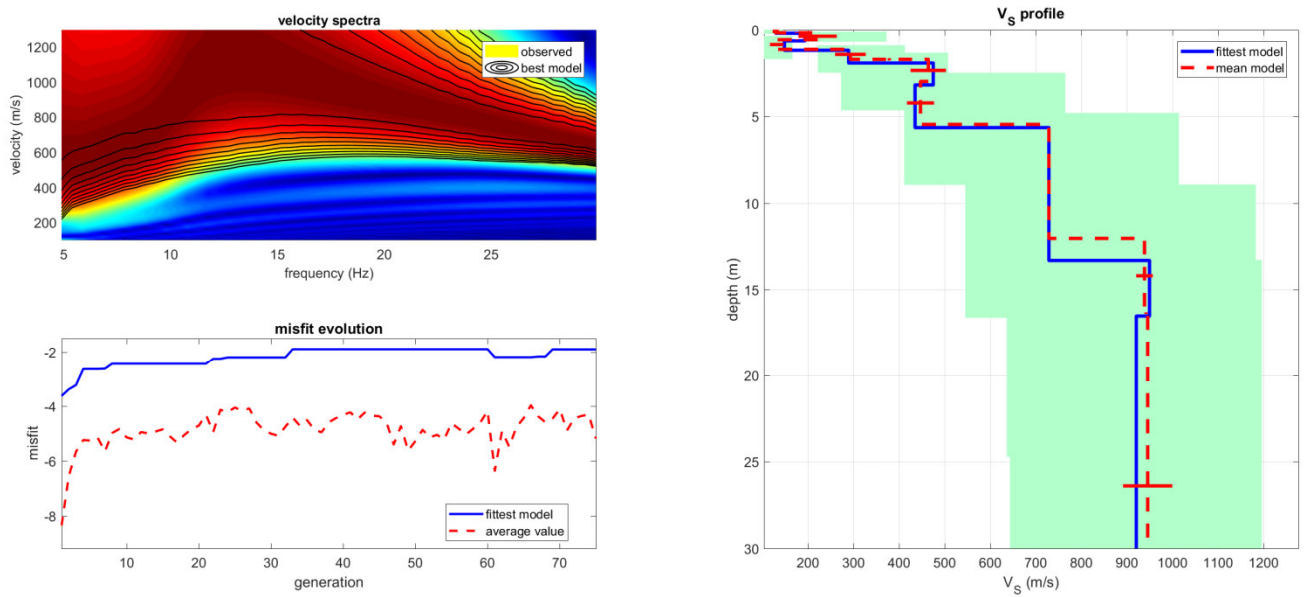 velocity spectra
1200
1000
800
600
400
200
velocity (m/s)
observed
best model
5
10
15
20
25
frequency (Hz)
misfit evolution
-2
-4
-6
-8
misfit
fittest model
average value
10
20
30
40
50
60
70
generation
V_S profile
0
5
10
15
20
25
30
depth (m)
fittest model
mean model
200
300
400
500
600
700
800
900
1000
1100
1200
V_S (m/s)